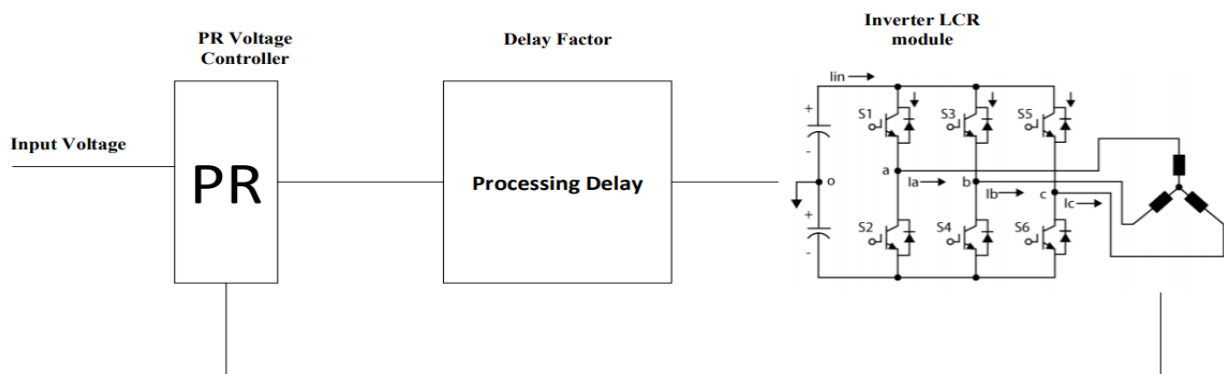 PR Voltage
Controller
Delay Factor
Inverter LCR
module
Input Voltage
PR
Processing Delay
Iin
+
-
+
-
o
S1
S3
S5
a
Ia
b
Ib
c
Ic
S2
S4
S6